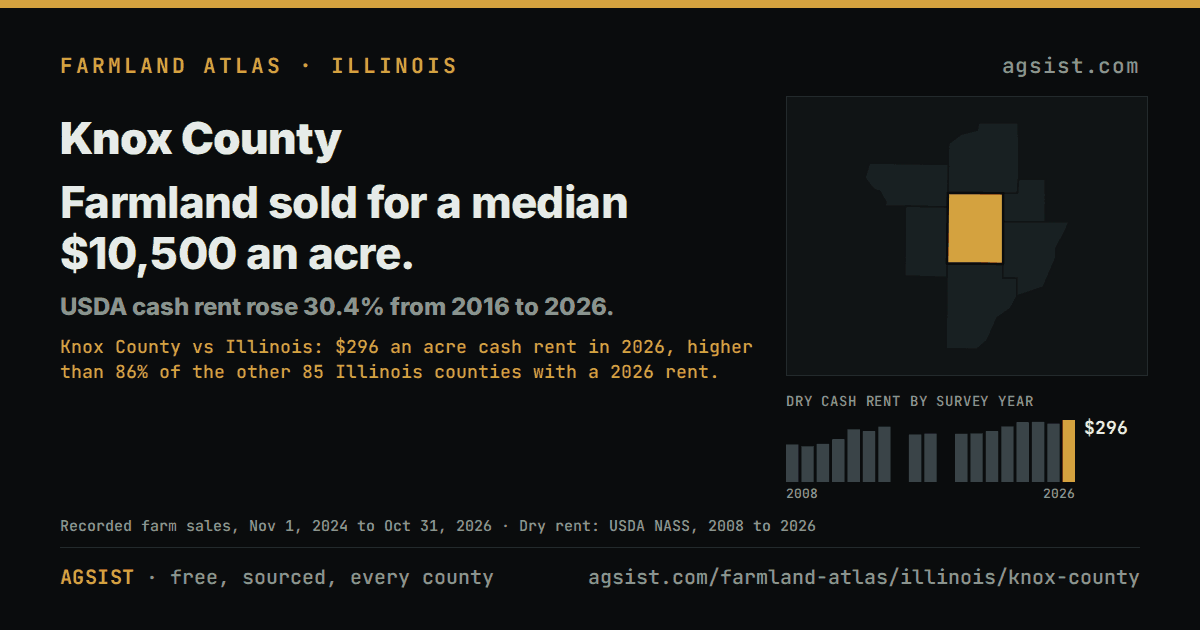 FARMLAND ATLAS · ILLINOIS
agsist.com
Knox County
Farmland sold for a median
$10,500 an acre.
USDA cash rent rose 30.4% from 2016 to 2026.
Knox County vs Illinois: $296 an acre cash rent in 2026, higher
than 86% of the other 85 Illinois counties with a 2026 rent.
DRY CASH RENT BY SURVEY YEAR
$296
2008
2026
Recorded farm sales, Nov 1, 2024 to Oct 31, 2026 · Dry rent: USDA NASS, 2008 to 2026
AGSIST · free, sourced, every county
agsist.com/farmland-atlas/illinois/knox-county